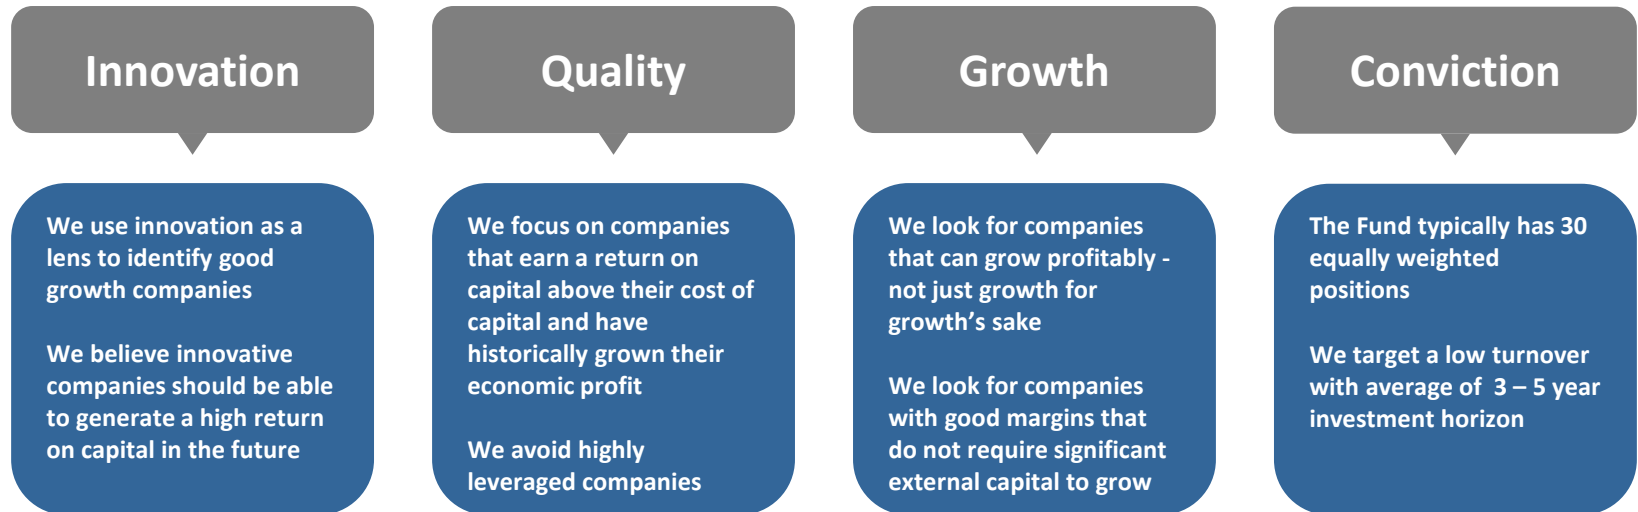 Innovation
We use innovation as a
lens to identify good
growth companies
We believe innovative
companies should be able
to generate a high return
on capital in the future
Quality
We focus on companies
that earn a return on
capital above their cost of
capital and have
historically grown their
economic profit
We avoid highly
leveraged companies
Growth
We look for companies
that can grow profitably -
not just growth for
growth’s sake
We look for companies
with good margins that
do not require significant
external capital to grow
Conviction
The Fund typically has 30
equally weighted
positions
We target a low turnover
with average of  3 – 5 year
investment horizon